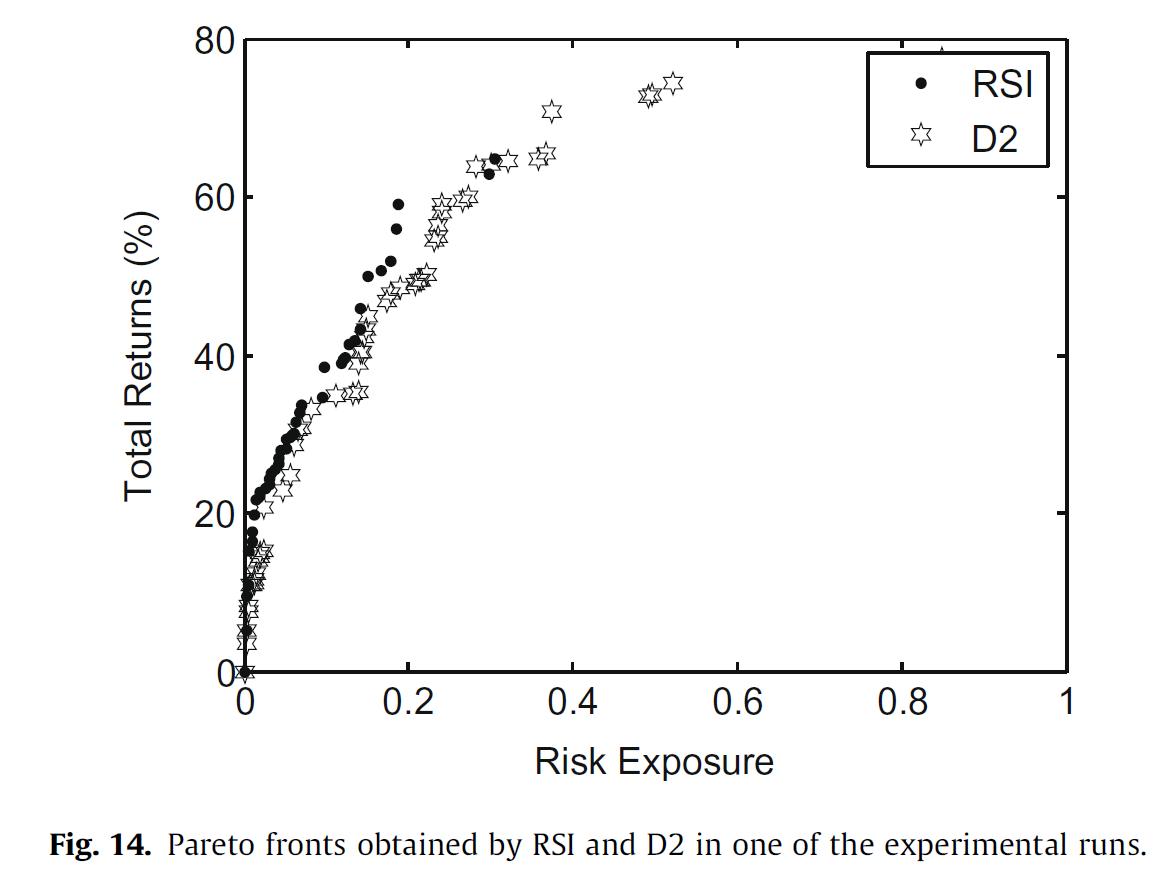 80
60
40
20
0
0 0.2 0.4 0.6 0.8 1
Total Returns (%)
Risk Exposure
RSI
D2
Fig. 14. Pareto fronts obtained by RSI and D2 in one of the experimental runs.